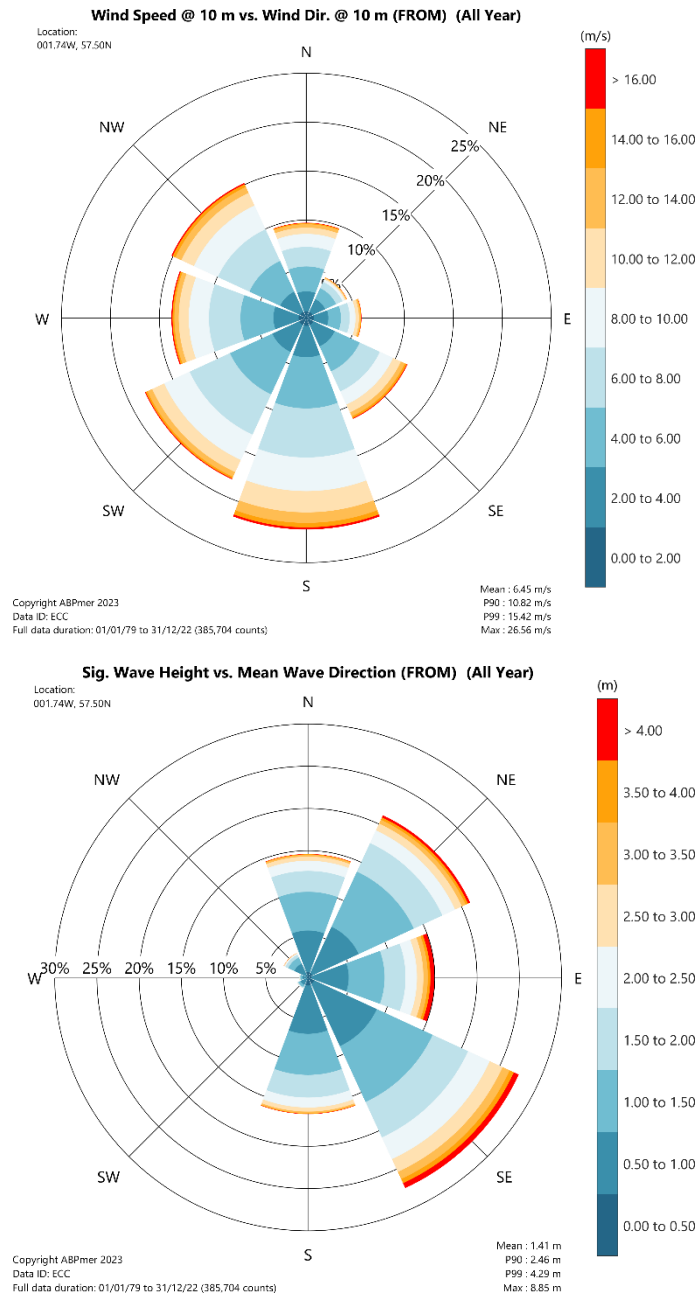 Wind Speed @ 10 m vs. Wind Dir. @ 10 m (FROM) (All Year)
Location:
001.74W, 57.50N
(m/s)
N
NE
E
SE
S
SW
W
NW
25%
20%
15%
10%
> 16.00
14.00 to 16.00
12.00 to 14.00
10.00 to 12.00
8.00 to 10.00
6.00 to 8.00
4.00 to 6.00
2.00 to 4.00
0.00 to 2.00
Copyright ABPmer 2023
Data ID: ECC
Full data duration: 01/01/79 to 31/12/22 (385,704 counts)
Mean : 6.45 m/s
P90 : 10.82 m/s
P99 : 15.42 m/s
Max : 26.56 m/s
Sig. Wave Height vs. Mean Wave Direction (FROM) (All Year)
Location:
001.74W, 57.50N
(m)
N
NE
E
SE
S
SW
W
NW
30% 25% 20% 15% 10% 5%
> 4.00
3.50 to 4.00
3.00 to 3.50
2.50 to 3.00
2.00 to 2.50
1.50 to 2.00
1.00 to 1.50
0.50 to 1.00
0.00 to 0.50
Copyright ABPmer 2023
Data ID: ECC
Full data duration: 01/01/79 to 31/12/22 (385,704 counts)
Mean : 1.41 m
P90 : 2.46 m
P99 : 4.29 m
Max : 8.85 m